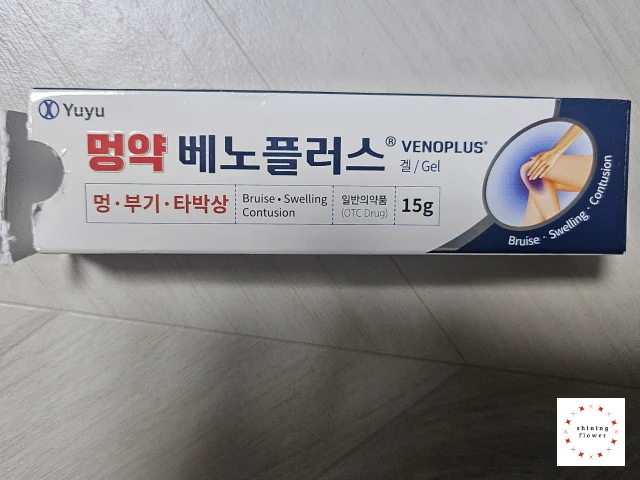 Yuyu
멍약 베노플러스® VENOPLUS®
겔 / Gel
멍·부기·타박상
Bruise • Swelling
Contusion
일반의약품
(OTC Drug)
15g
Bruise · Swelling · Contusion
shining
flower